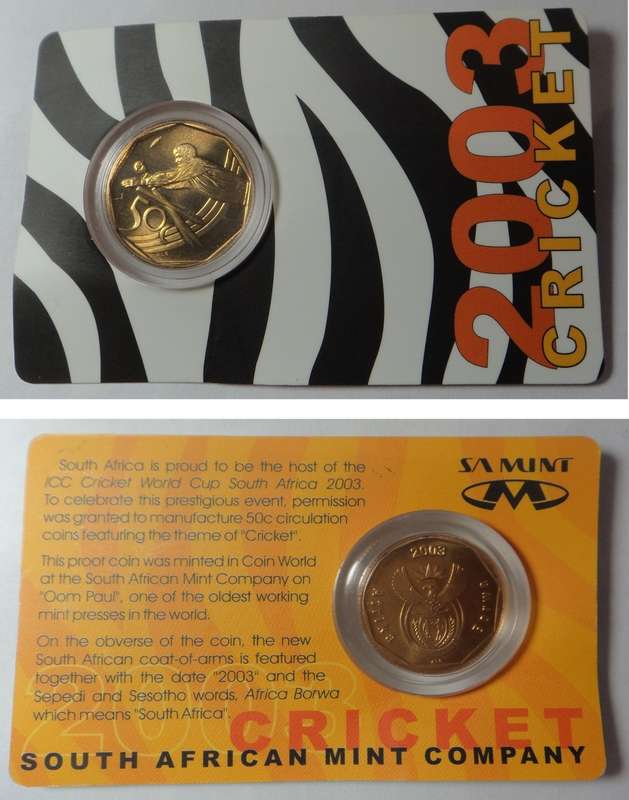 2003
CRICKET
50
South Africa is proud to be the host of the
ICC Cricket World Cup South Africa 2003.
To celebrate this prestigious event, permission
was granted to manufacture 50c circulation
coins featuring the theme of "Cricket".
This proof coin was minted in Coin World
at the South African Mint Company on
"Oom Paul", one of the oldest working
mint presses in the world.
On the obverse of the coin, the new
South African coat-of-arms is featured
together with the date "2003" and the
Sepedi and Sesotho words, Africa Borwa
which means "South Africa".
SA MINT
M
2003
Afrika Borwa
2003
CRICKET
SOUTH AFRICAN MINT COMPANY